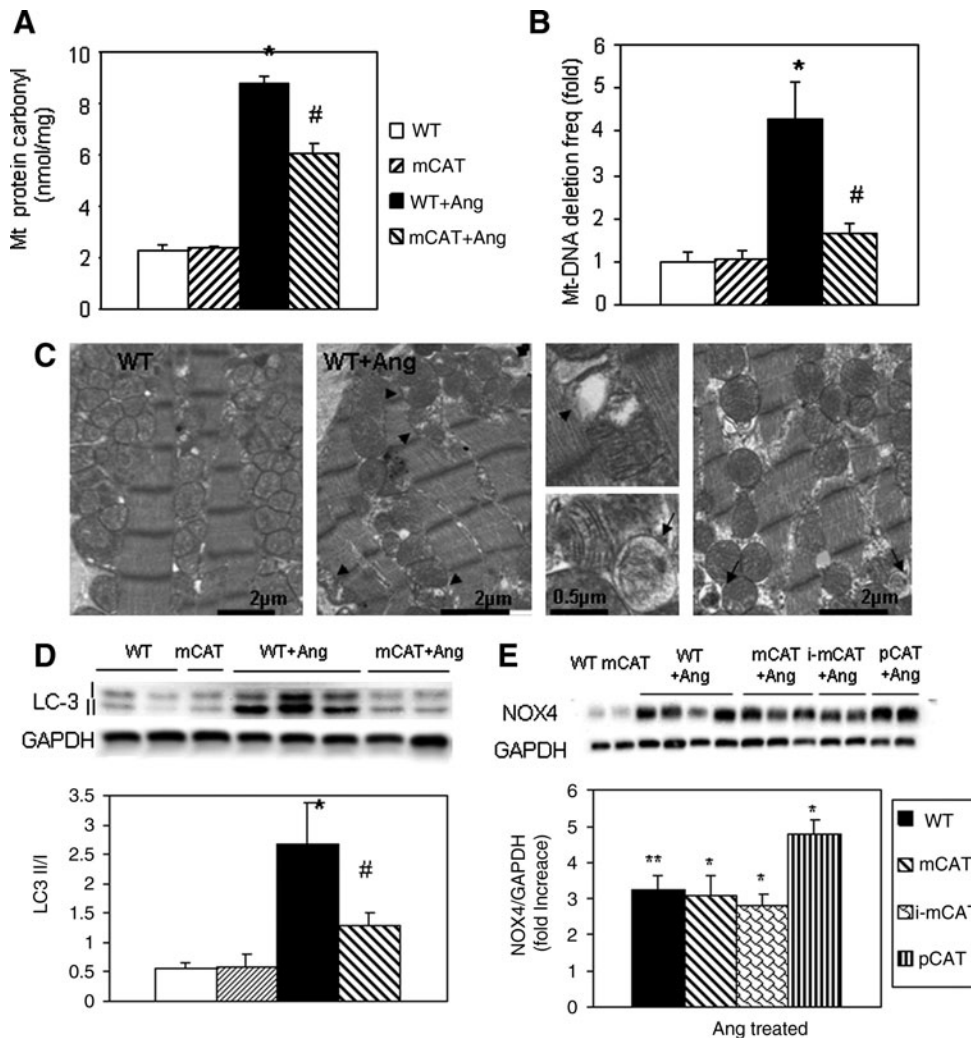 A
Mt protein carbonyl
(nmol/mg)
10
8
6
4
2
0
*
#
WT
mCAT
WT+Ang
mCAT+Ang
B
Mt-DNA deletion freq (fold)
6
5
4
3
2
1
0
*
#
C
WT
2μm
WT+Ang
2μm
0.5μm
2μm
D
WT mCAT WT+Ang mCAT+Ang
LC-3 I
II
GAPDH
LC3 II/I
3.5
3
2.5
2
1.5
1
0.5
0
*
#
E
WT mCAT WT
+Ang mCAT
+Ang i-mCAT
+Ang pCAT
+Ang
NOX4
GAPDH
NOX4/GAPDH
(fold Increace)
6
5
4
3
2
1
0
**
*
*
*
Ang treated
WT
mCAT
i-mCAT
pCAT